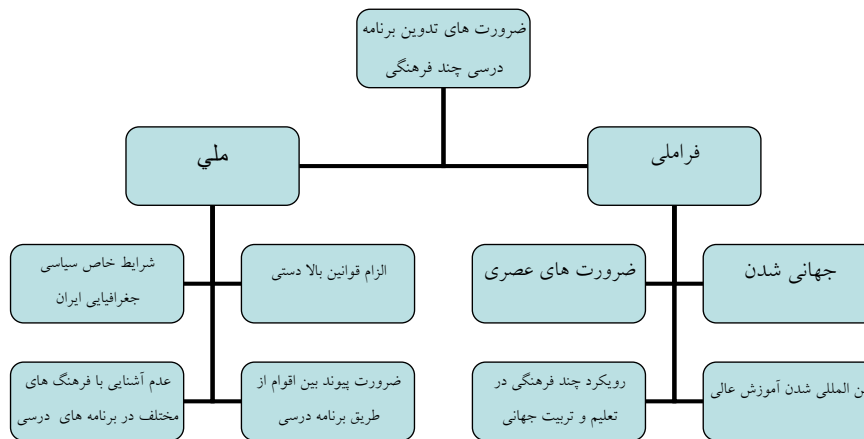 ضرورت های تدوین برنامه
درسی چند فرهنگی
فراملی
ملي
جهانی شدن
ضرورت های عصری
الزام قوانین بالا دستی
شرایط خاص سیاسی
جغرافیایی ایران
المللی شدن آموزش عالی
رویکرد چند فرهنگی در
تعلیم و تربیت جهانی
ضرورت پیوند بین اقوام از
طریق برنامه درسی
عدم آشنایی با فرهنگ های
مختلف در برنامه های درسی